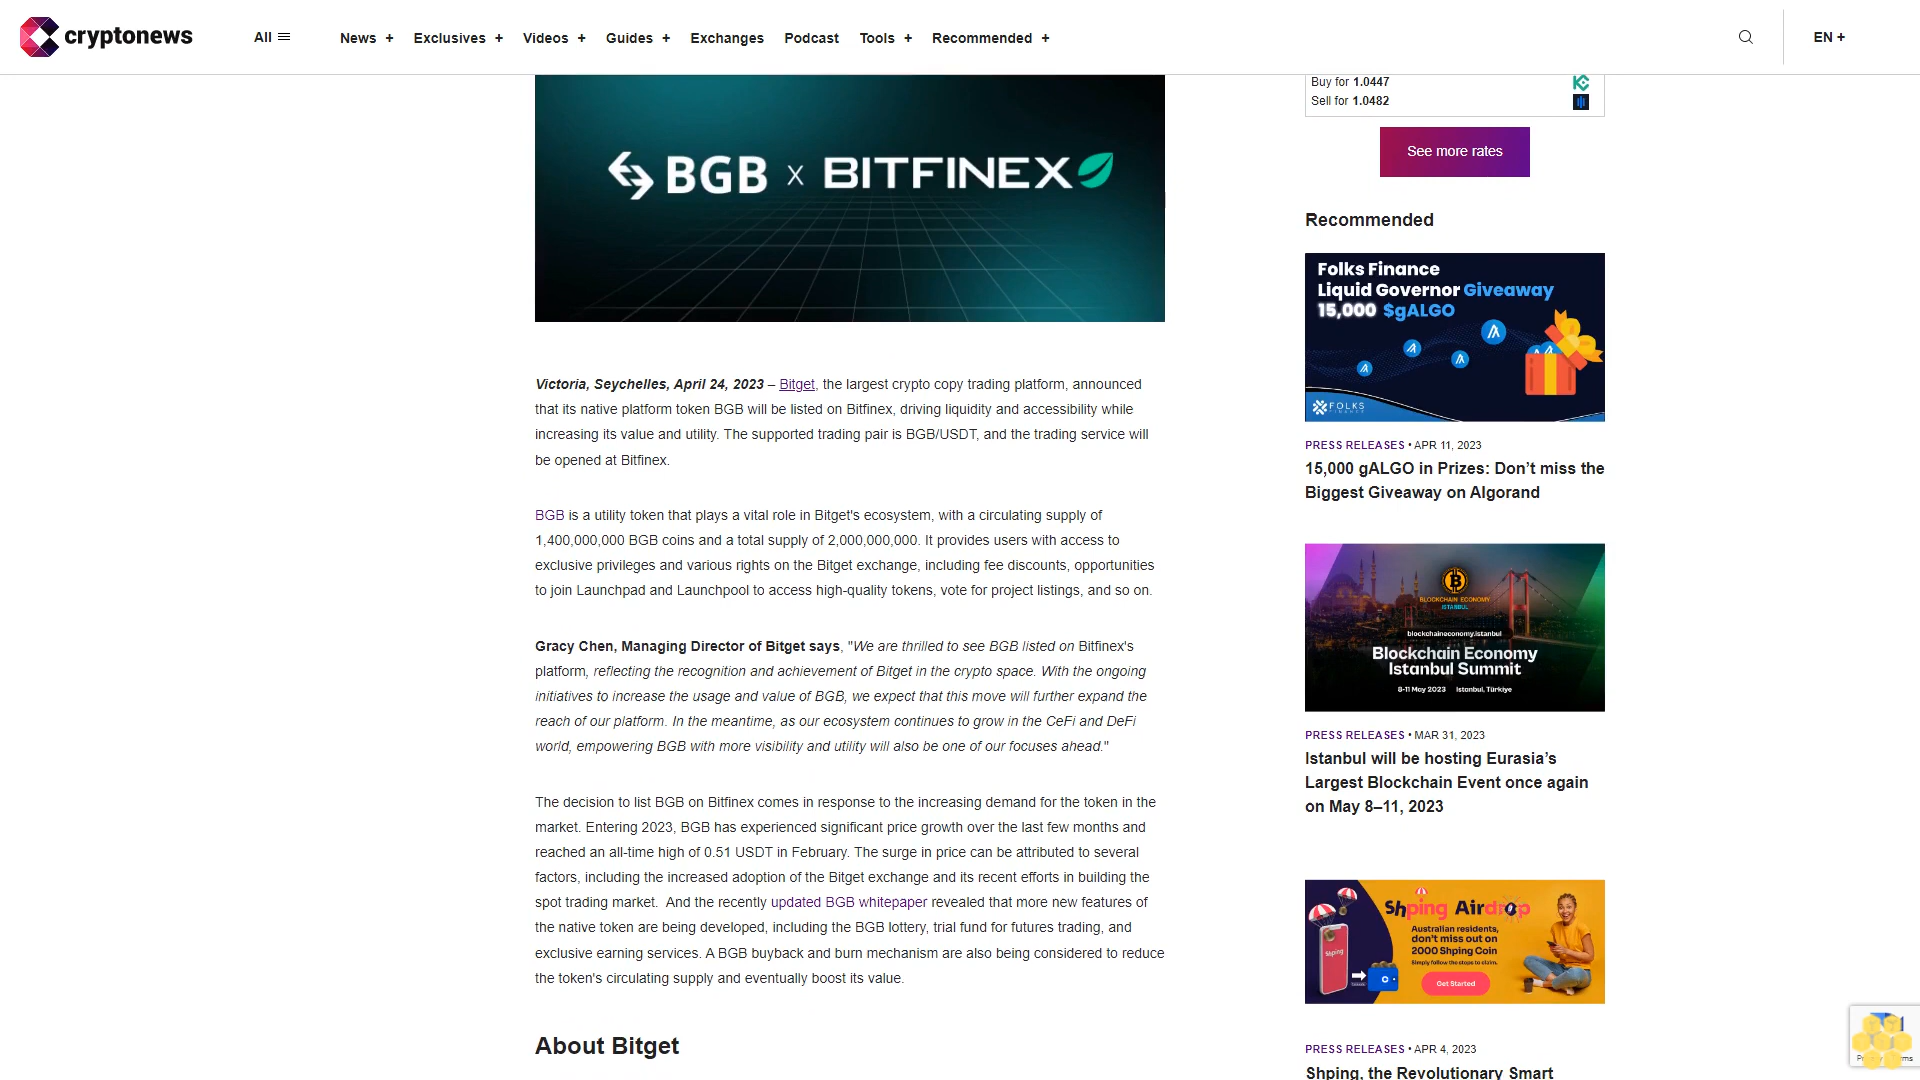 cryptonews
All
News +
Exclusives +
Videos +
Guides +
Exchanges
Podcast
Tools +
Recommended +
EN +
BGB x BITFINEX
Victoria, Seychelles, April 24, 2023 – Bitget, the largest crypto copy trading platform, announced
that its native platform token BGB will be listed on Bitfinex, driving liquidity and accessibility while
increasing its value and utility. The supported trading pair is BGB/USDT, and the trading service will
be opened at Bitfinex.
BGB is a utility token that plays a vital role in Bitget's ecosystem, with a circulating supply of
1,400,000,000 BGB coins and a total supply of 2,000,000,000. It provides users with access to
exclusive privileges and various rights on the Bitget exchange, including fee discounts, opportunities
to join Launchpad and Launchpool to access high-quality tokens, vote for project listings, and so on.
Gracy Chen, Managing Director of Bitget says, "We are thrilled to see BGB listed on Bitfinex's
platform, reflecting the recognition and achievement of Bitget in the crypto space. With the ongoing
initiatives to increase the usage and value of BGB, we expect that this move will further expand the
reach of our platform. In the meantime, as our ecosystem continues to grow in the CeFi and DeFi
world, empowering BGB with more visibility and utility will also be one of our focuses ahead."
The decision to list BGB on Bitfinex comes in response to the increasing demand for the token in the
market. Entering 2023, BGB has experienced significant price growth over the last few months and
reached an all-time high of 0.51 USDT in February. The surge in price can be attributed to several
factors, including the increased adoption of the Bitget exchange and its recent efforts in building the
spot trading market. And the recently updated BGB whitepaper revealed that more new features of
the native token are being developed, including the BGB lottery, trial fund for futures trading, and
exclusive earning services. A BGB buyback and burn mechanism are also being considered to reduce
the token's circulating supply and eventually boost its value.
About Bitget
Buy for 1.0447
Sell for 1.0482
See more rates
Recommended
Folks Finance
Liquid Governor Giveaway
15,000 $gALGO
FOLKS
FINANCE
PRESS RELEASES • APR 11, 2023
15,000 gALGO in Prizes: Don’t miss the
Biggest Giveaway on Algorand
BLOCKCHAIN ECONOMY
ISTANBUL
blockchaineconomy.istanbul
Blockchain Economy
Istanbul Summit
8-11 May 2023 Istanbul, Türkiye
PRESS RELEASES • MAR 31, 2023
Istanbul will be hosting Eurasia’s
Largest Blockchain Event once again
on May 8–11, 2023
Shping Airdrop
Australian residents,
don't miss out on
2000 Shping Coin
Simply follow the steps to claim.
Get Started
Shping
PRESS RELEASES • APR 4, 2023
Shping, the Revolutionary Smart